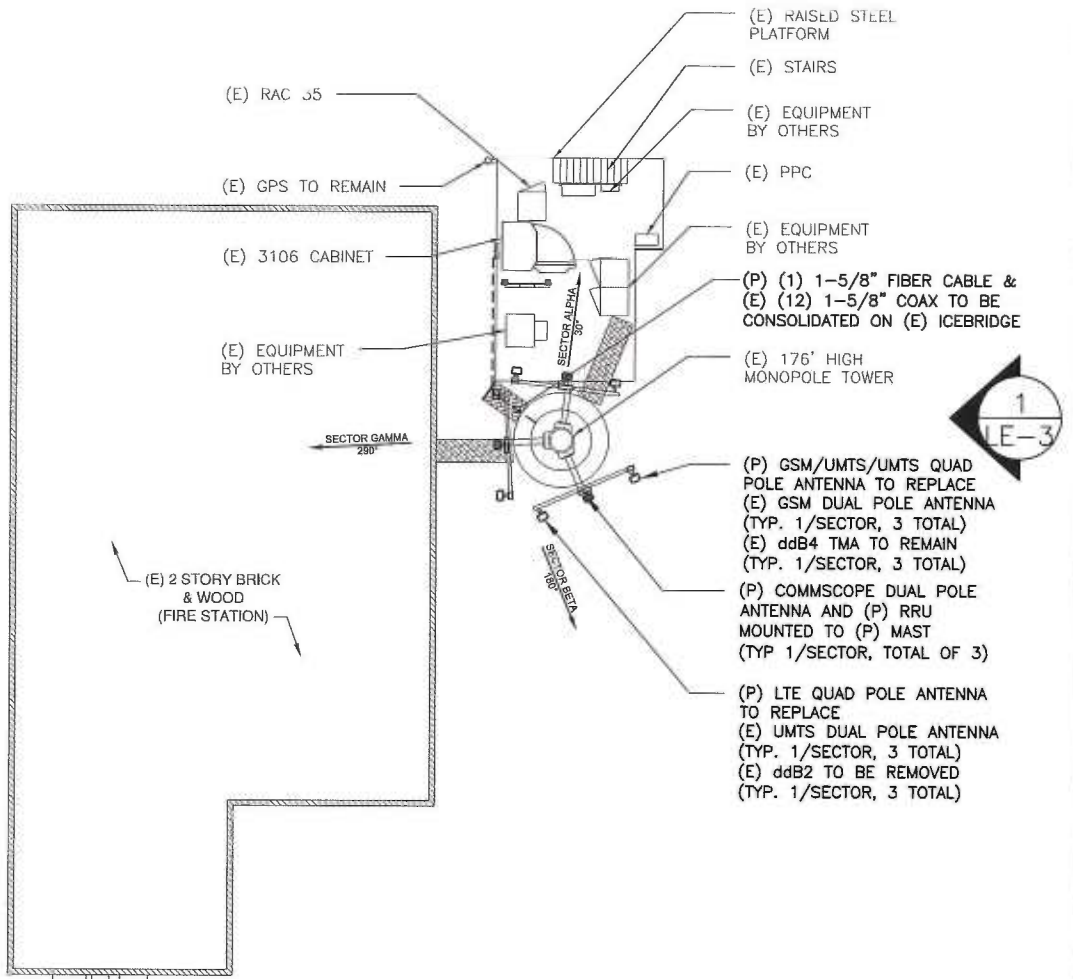 (E) RAISED STEEL
PLATFORM
(E) STAIRS
(E) RAC 35
(E) EQUIPMENT
BY OTHERS
(E) GPS TO REMAIN
(E) PPC
(E) 3106 CABINET
(E) EQUIPMENT
BY OTHERS
(P) (1) 1-5/8" FIBER CABLE &
(E) (12) 1-5/8" COAX TO BE
CONSOLIDATED ON (E) ICEBRIDGE
SECTOR ALPHA
30°
(E) EQUIPMENT
BY OTHERS
(E) 176' HIGH
MONOPOLE TOWER
1
LE-3
SECTOR GAMMA
290°
(P) GSM/UMTS/UMTS QUAD
POLE ANTENNA TO REPLACE
(E) GSM DUAL POLE ANTENNA
(TYP. 1/SECTOR, 3 TOTAL)
(E) ddB4 TMA TO REMAIN
(TYP. 1/SECTOR, 3 TOTAL)
SECTOR BETA
180°
(E) 2 STORY BRICK
& WOOD
(FIRE STATION)
(P) COMMSCOPE DUAL POLE
ANTENNA AND (P) RRU
MOUNTED TO (P) MAST
(TYP 1/SECTOR, TOTAL OF 3)
(P) LTE QUAD POLE ANTENNA
TO REPLACE
(E) UMTS DUAL POLE ANTENNA
(TYP. 1/SECTOR, 3 TOTAL)
(E) ddB2 TO BE REMOVED
(TYP. 1/SECTOR, 3 TOTAL)